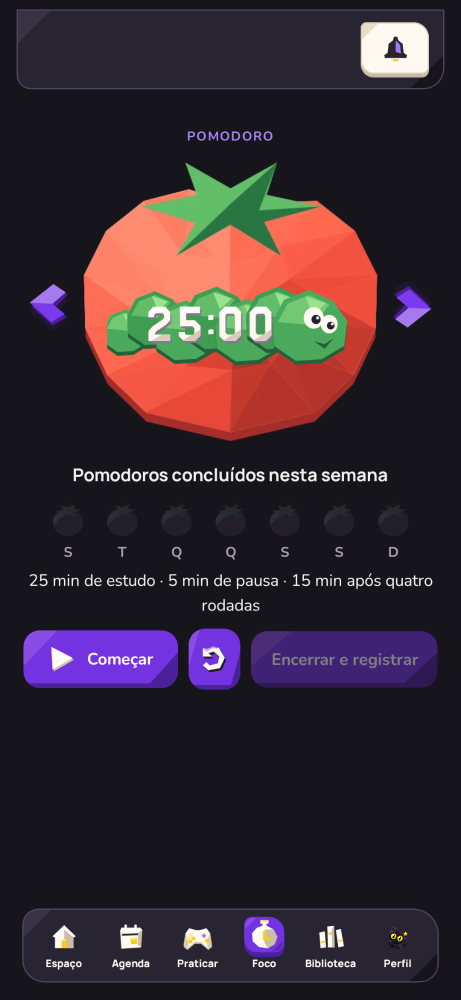 POMODORO
25:00
Pomodoros concluídos nesta semana
S T Q Q S S D
25 min de estudo · 5 min de pausa · 15 min após quatro
rodadas
Começar
Encerrar e registrar
Espaço Agenda Praticar Foco Biblioteca Perfil